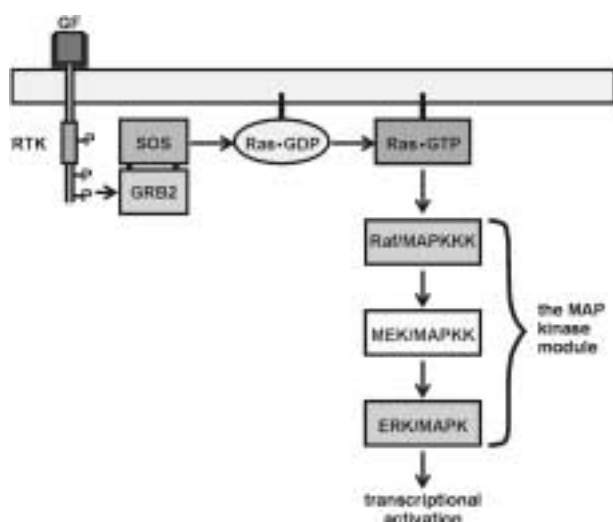 GF
RTK
P
P
P
SOS
GRB2
Ras•GDP
Ras•GTP
Raf/MAPKKK
MEK/MAPKK
ERK/MAPK
the MAP
kinase
module
transcriptional
activation